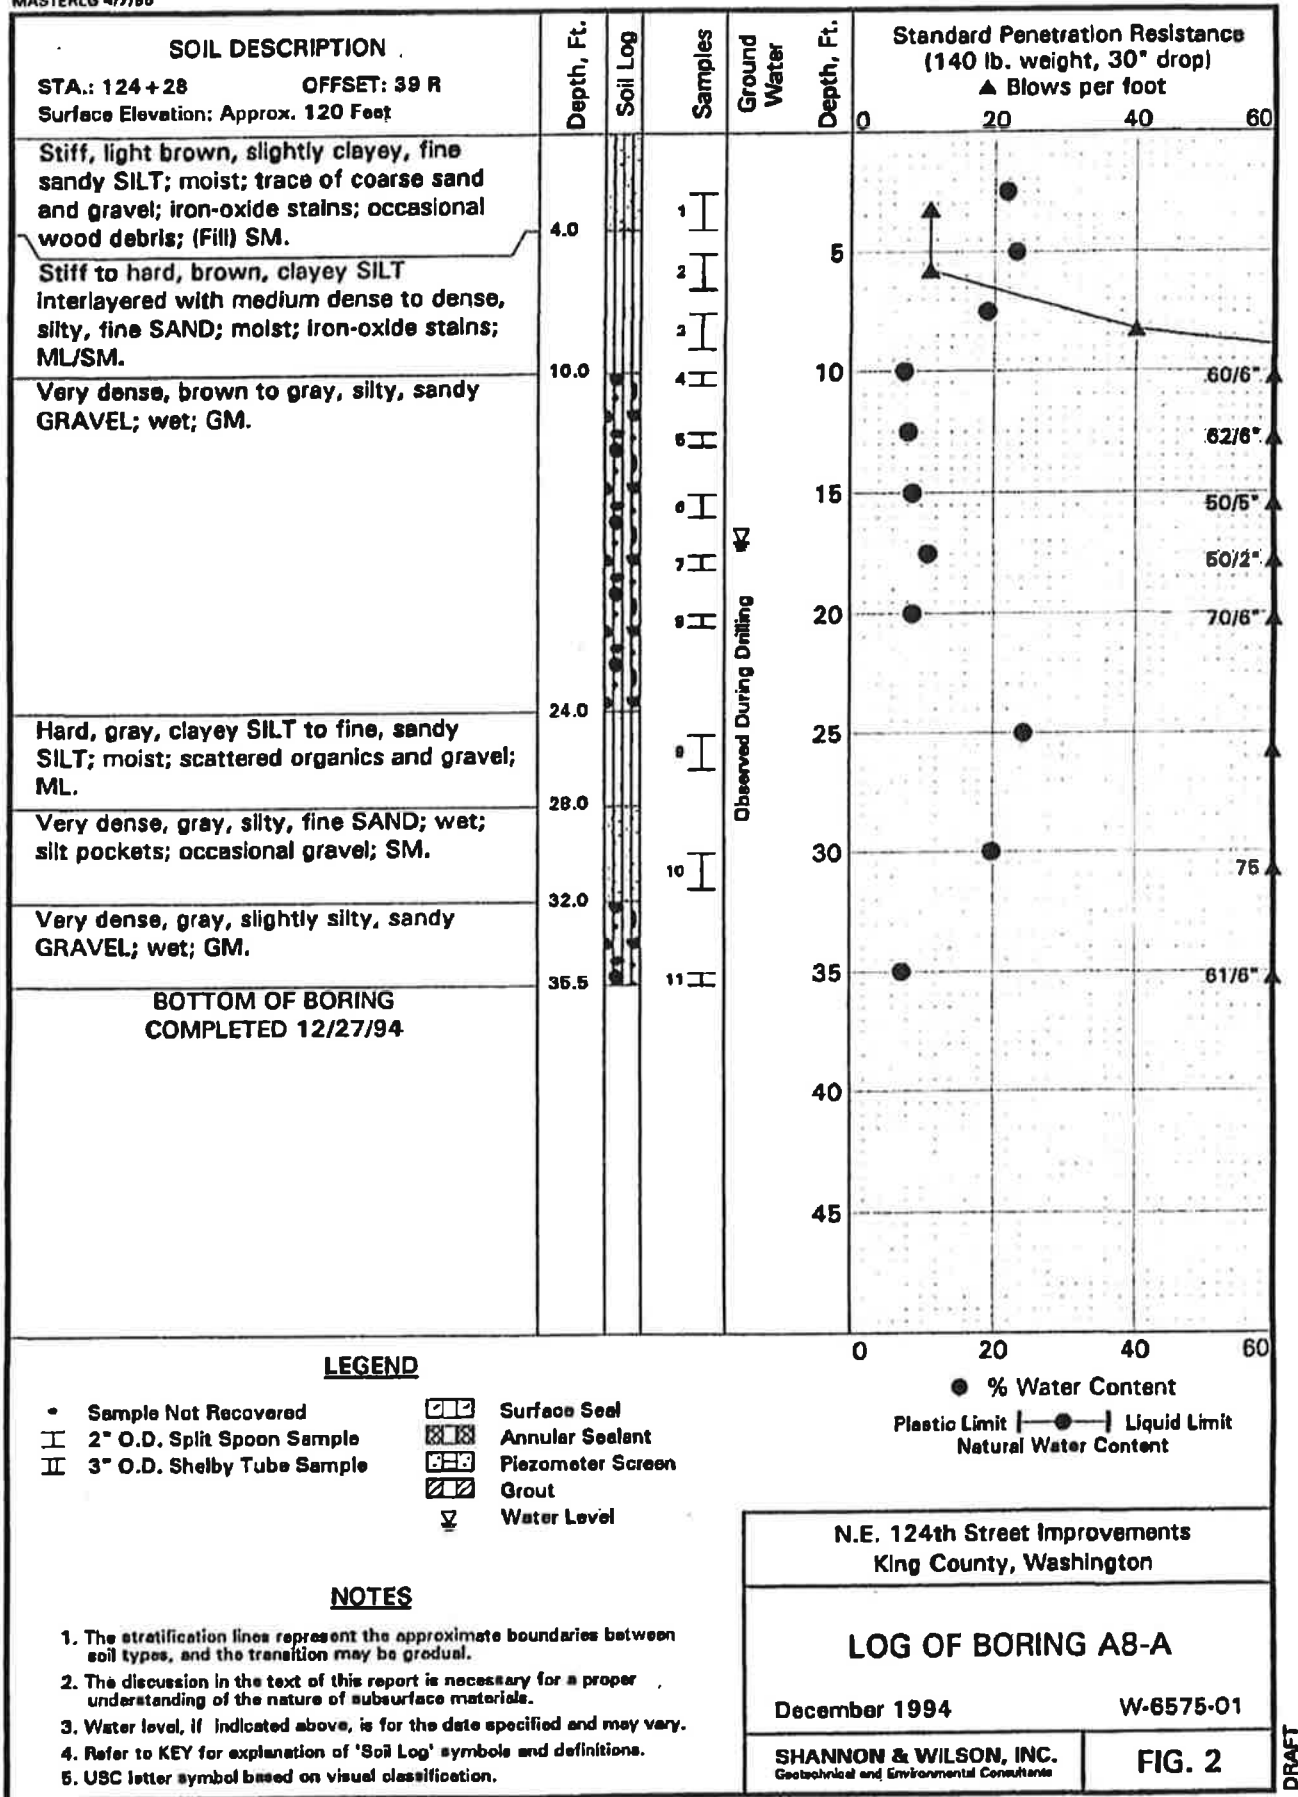 MASTERLG 4/7/88
SOIL DESCRIPTION
STA.: 124+28 OFFSET: 39 R
Surface Elevation: Approx. 120 Feet
Depth, Ft.
Soil Log
Samples
Ground
Water
Depth, Ft.
Standard Penetration Resistance
(140 lb. weight, 30" drop)
▲ Blows per foot
0 20 40 60
Stiff, light brown, slightly clayey, fine
sandy SILT; moist; trace of coarse sand
and gravel; iron-oxide stains; occasional
wood debris; (Fill) SM.
4.0
Stiff to hard, brown, clayey SILT
interlayered with medium dense to dense,
silty, fine SAND; moist; iron-oxide stains;
ML/SM.
10.0
Very dense, brown to gray, silty, sandy
GRAVEL; wet; GM.
24.0
Hard, gray, clayey SILT to fine, sandy
SILT; moist; scattered organics and gravel;
ML.
28.0
Very dense, gray, silty, fine SAND; wet;
silt pockets; occasional gravel; SM.
32.0
Very dense, gray, slightly silty, sandy
GRAVEL; wet; GM.
35.5
BOTTOM OF BORING
COMPLETED 12/27/94
1
2
3
4
5
6
7
9
10
11
Observed During Drilling
5
10
15
20
25
30
35
40
45
60/6"
62/6"
50/5"
50/2"
70/6"
75
61/6"
0 20 40 60
● % Water Content
Plastic Limit |—●—| Liquid Limit
Natural Water Content
LEGEND
Sample Not Recovered
2" O.D. Split Spoon Sample
3" O.D. Shelby Tube Sample
Surface Seal
Annular Sealant
Piezometer Screen
Grout
Water Level
NOTES
1. The stratification lines represent the approximate boundaries between
soil types, and the transition may be gradual.
2. The discussion in the text of this report is necessary for a proper
understanding of the nature of subsurface materials.
3. Water level, if indicated above, is for the date specified and may vary.
4. Refer to KEY for explanation of 'Soil Log' symbols and definitions.
5. USC letter symbol based on visual classification.
N.E. 124th Street Improvements
King County, Washington
LOG OF BORING A8-A
December 1994 W-6575-01
SHANNON & WILSON, INC.
Geotechnical and Environmental Consultants
FIG. 2
DRAFT